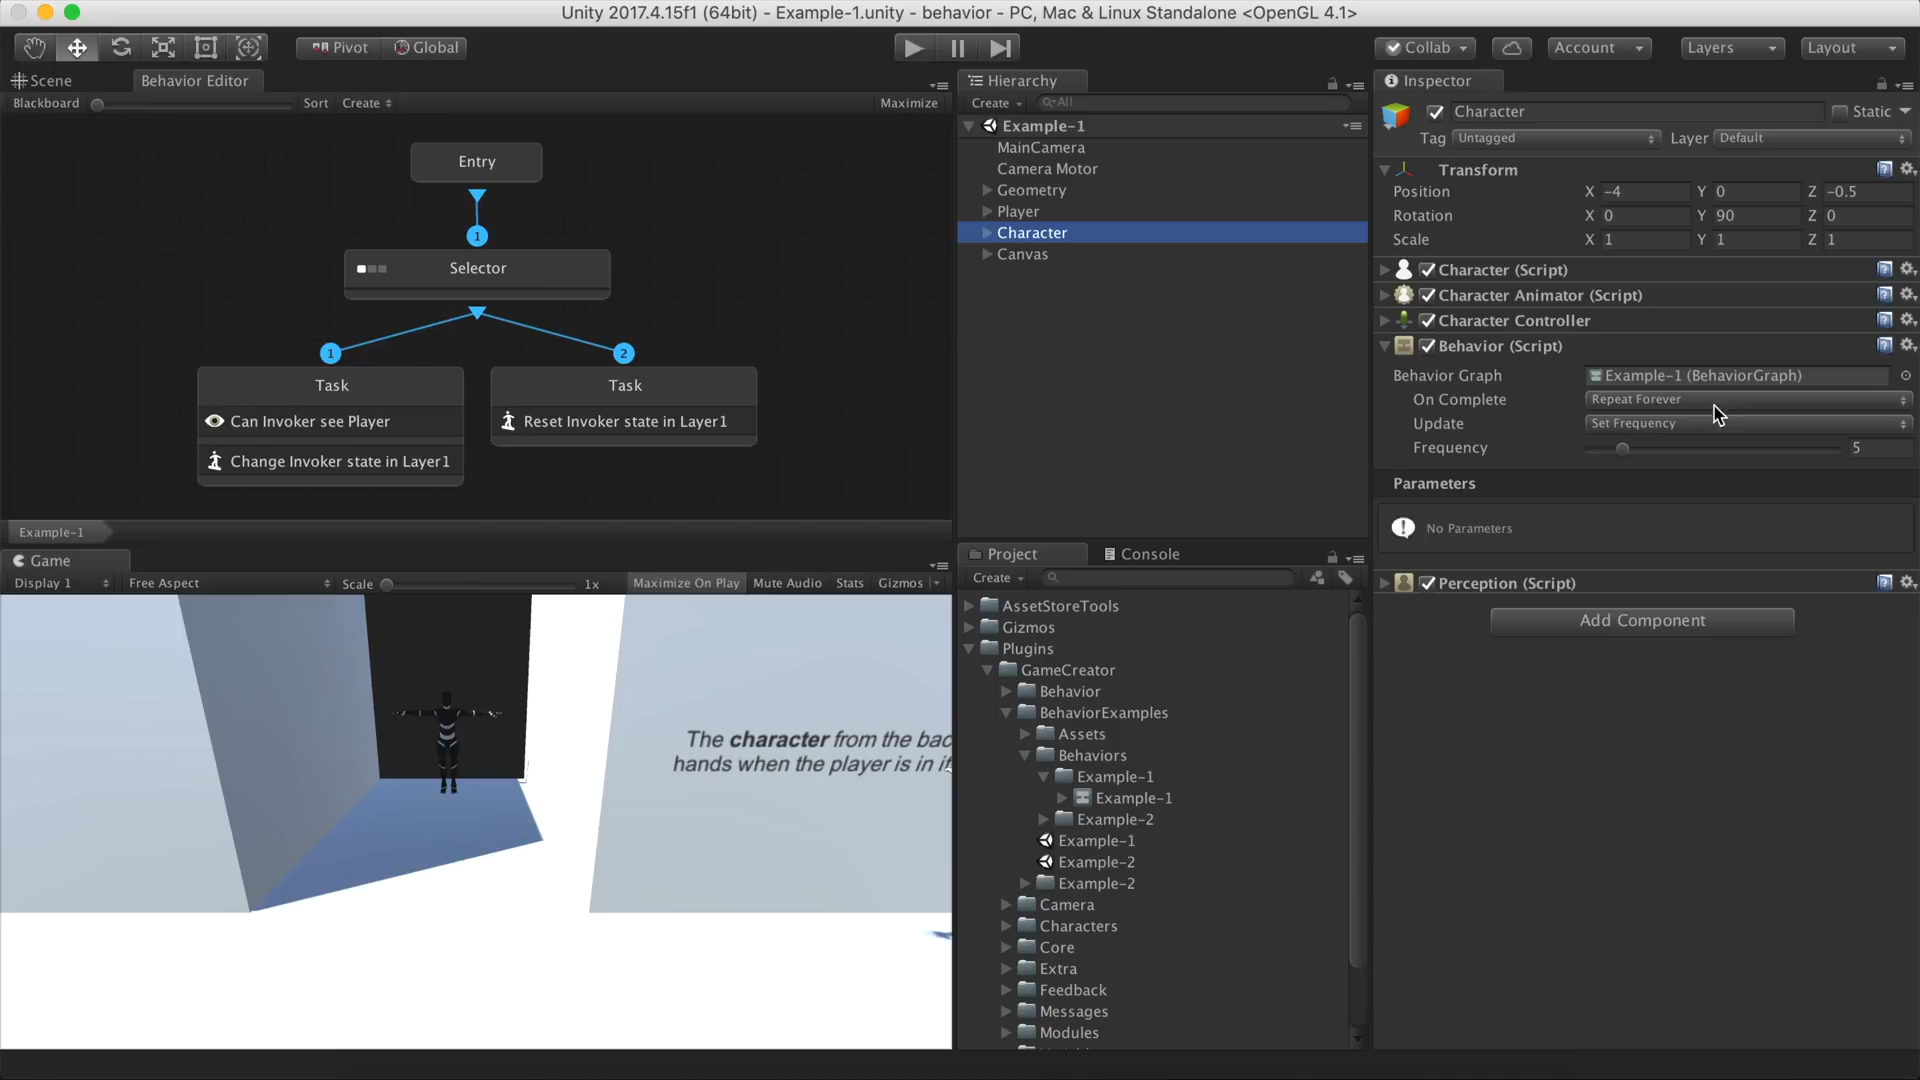 Unity 2017.4.15f1 (64bit) - Example-1.unity - behavior - PC, Mac & Linux Standalone <OpenGL 4.1>
Pivot Global Collab Account Layers Layout
Scene Behavior Editor
Blackboard Sort Create Maximize
Entry
1
Selector
1 2
Task Task
Can Invoker see Player Reset Invoker state in Layer1
Change Invoker state in Layer1
Example-1
Game
Display 1 Free Aspect Scale 1x Maximize On Play Mute Audio Stats Gizmos
The character from the bac
hands when the player is in i
Hierarchy
Create All
Example-1
MainCamera
Camera Motor
Geometry
Player
Character
Canvas
Project Console
Create
AssetStoreTools
Gizmos
Plugins
GameCreator
Behavior
BehaviorExamples
Assets
Behaviors
Example-1
Example-1
Example-2
Example-1
Example-2
Example-2
Camera
Characters
Core
Extra
Feedback
Messages
Modules
Inspector
Character Static
Tag Untagged Layer Default
Transform
Position X -4 Y 0 Z -0.5
Rotation X 0 Y 90 Z 0
Scale X 1 Y 1 Z 1
Character (Script)
Character Animator (Script)
Character Controller
Behavior (Script)
Behavior Graph Example-1 (BehaviorGraph)
On Complete Repeat Forever
Update Set Frequency
Frequency 5
Parameters
No Parameters
Perception (Script)
Add Component